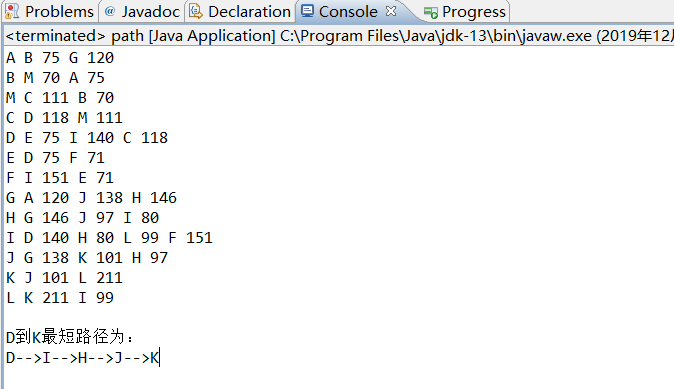 Problems @ Javadoc Declaration Console Progress
<terminated> path [Java Application] C:\Program Files\Java\jdk-13\bin\javaw.exe (2019年12月
A B 75 G 120
B M 70 A 75
M C 111 B 70
C D 118 M 111
D E 75 I 140 C 118
E D 75 F 71
F I 151 E 71
G A 120 J 138 H 146
H G 146 J 97 I 80
I D 140 H 80 L 99 F 151
J G 138 K 101 H 97
K J 101 L 211
L K 211 I 99
D到K最短路径为：
D-->I-->H-->J-->K